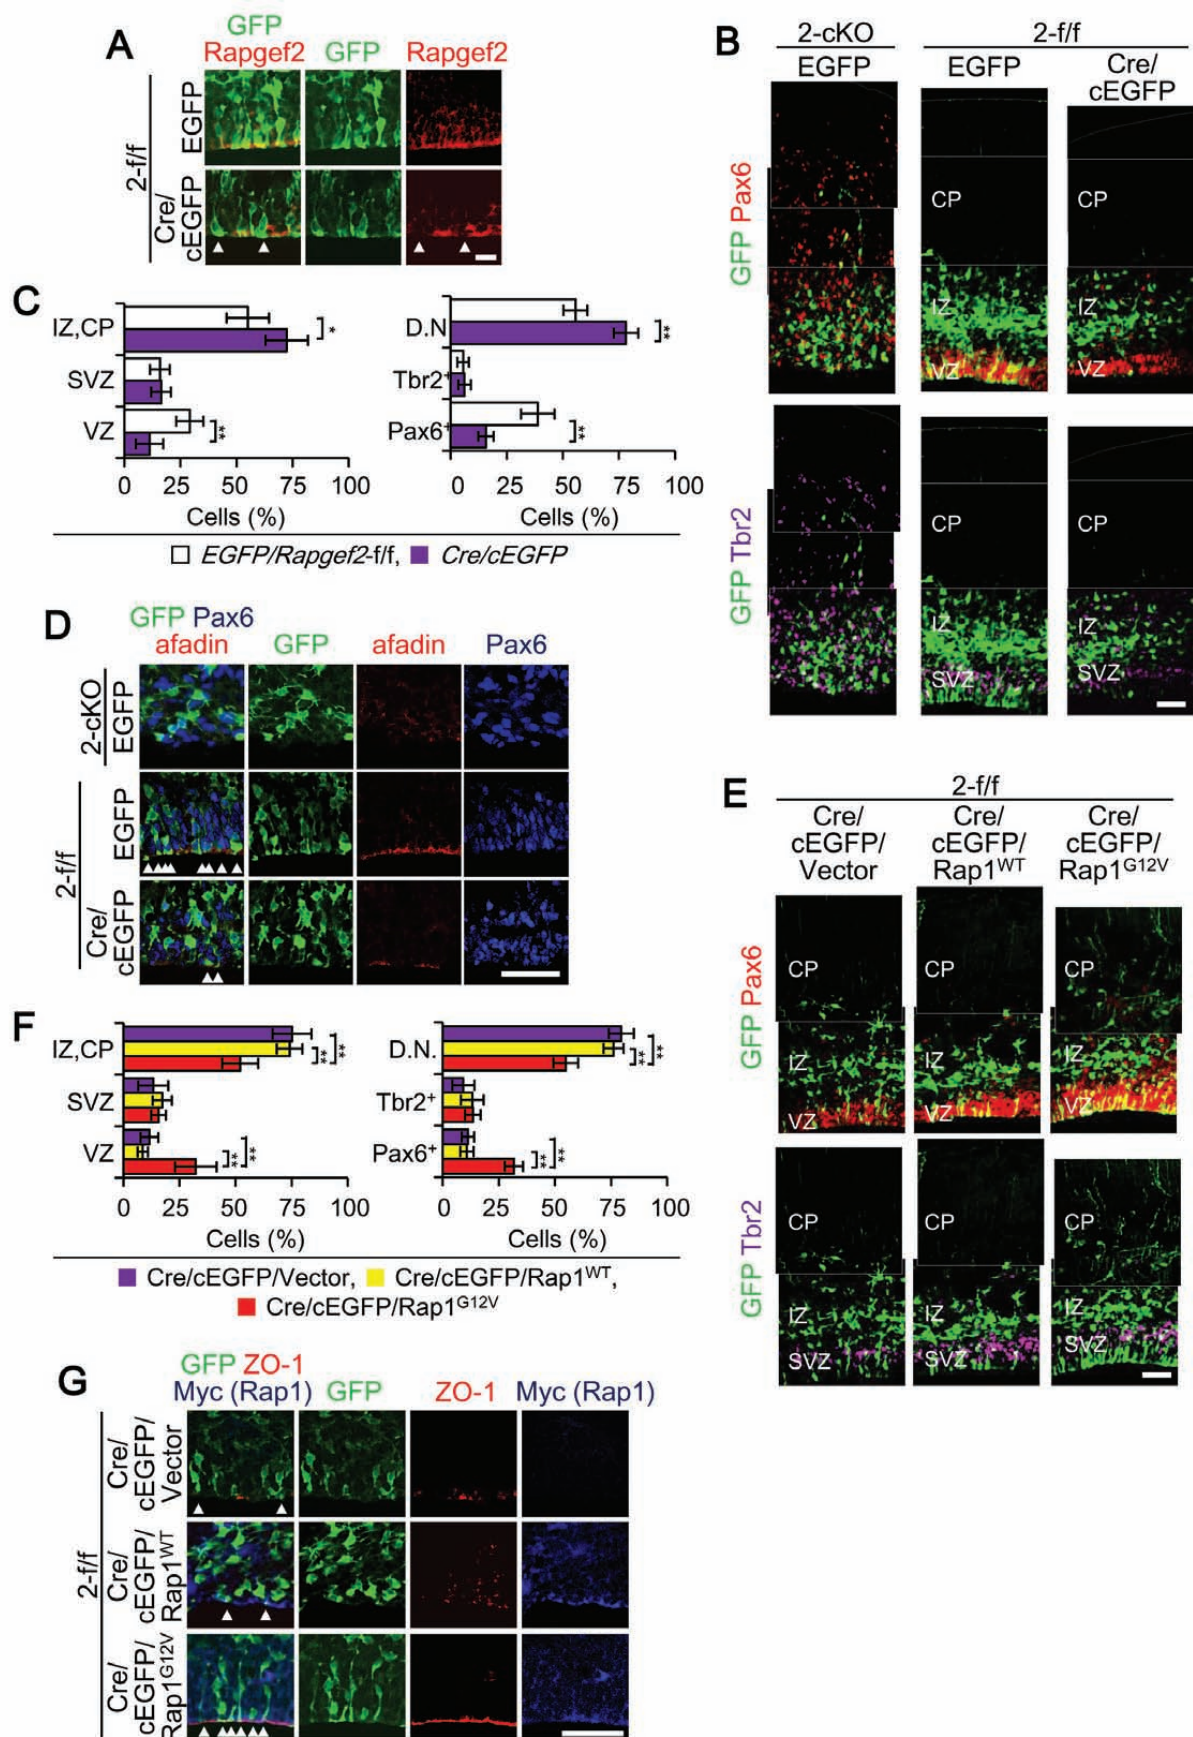 A
GFP
Rapgef2
GFP
Rapgef2
2-f/f
EGFP
Cre/
cEGFP
B
2-cKO
2-f/f
EGFP
EGFP
Cre/
cEGFP
GFP Pax6
CP
CP
IZ
IZ
VZ
VZ
GFP Tbr2
CP
CP
IZ
IZ
SVZ
SVZ
C
IZ,CP
*
SVZ
VZ
**
0 25 50 75 100
Cells (%)
D.N
**
Tbr2+
Pax6+
**
0 25 50 75 100
Cells (%)
EGFP/Rapgef2-f/f, Cre/cEGFP
D
GFP Pax6
afadin
GFP
afadin
Pax6
2-cKO
EGFP
2-f/f
EGFP
Cre/
cEGFP
E
2-f/f
Cre/
cEGFP/
Vector
Cre/
cEGFP/
Rap1WT
Cre/
cEGFP/
Rap1G12V
GFP Pax6
CP
CP
CP
IZ
IZ
IZ
VZ
VZ
VZ
GFP Tbr2
CP
CP
CP
IZ
IZ
IZ
SVZ
SVZ
SVZ
F
IZ,CP
** **
SVZ
VZ
** **
0 25 50 75 100
Cells (%)
D.N.
** **
Tbr2+
Pax6+
** **
0 25 50 75 100
Cells (%)
Cre/cEGFP/Vector, Cre/cEGFP/Rap1WT,
Cre/cEGFP/Rap1G12V
G
GFP ZO-1
Myc (Rap1)
GFP
ZO-1
Myc (Rap1)
2-f/f
Cre/
cEGFP/
Vector
Cre/
cEGFP/
Rap1WT
Cre/
cEGFP/
Rap1G12V